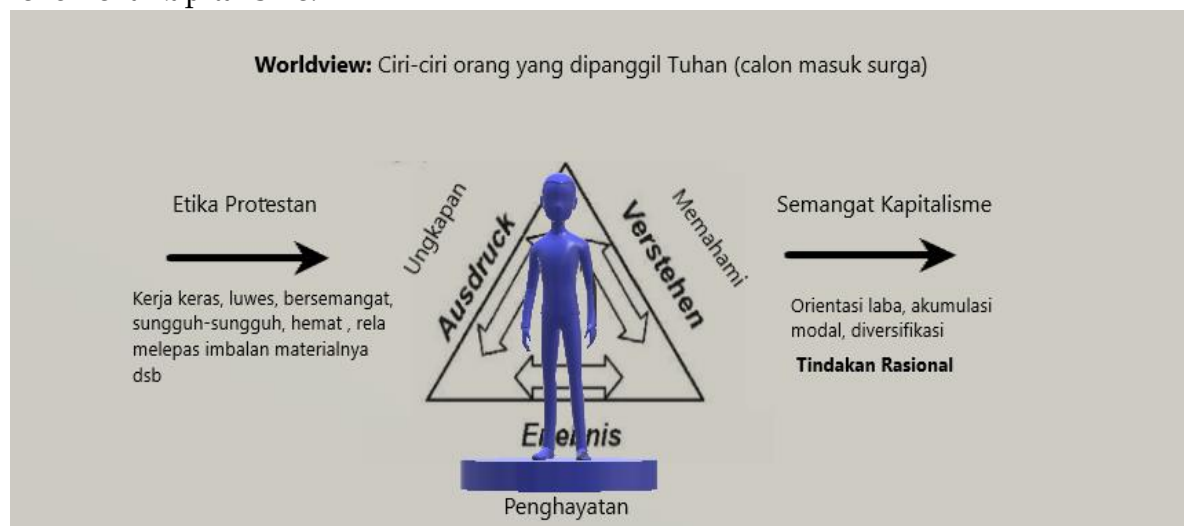 Worldview: Ciri-ciri orang yang dipanggil Tuhan (calon masuk surga)
Etika Protestan
Kerja keras, luwes, bersemangat,
sungguh-sungguh, hemat , rela
melepas imbalan materialnya
dsb
Ungkapan
Ausdruck
Verstehen
Memahami
Semangat Kapitalisme
Orientasi laba, akumulasi
modal, diversifikasi
Tindakan Rasional
Penghayatan